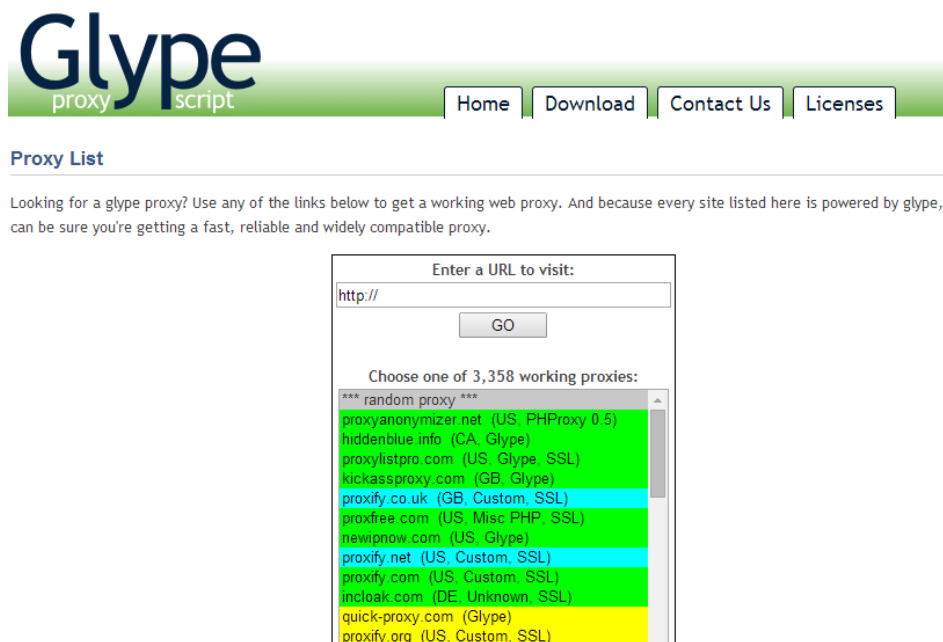 Glype
proxy script
Home Download Contact Us Licenses
Proxy List
Looking for a glype proxy? Use any of the links below to get a working web proxy. And because every site listed here is powered by glype,
can be sure you're getting a fast, reliable and widely compatible proxy.
Enter a URL to visit:
http://
GO
Choose one of 3,358 working proxies:
*** random proxy ***
proxyanonymizer.net (US, PHProxy 0.5)
hiddenblue.info (CA, Glype)
proxylistpro.com (US, Glype, SSL)
kickassproxy.com (GB, Glype)
proxify.co.uk (GB, Custom, SSL)
proxfree.com (US, Misc PHP, SSL)
newipnow.com (US, Glype)
proxify.net (US, Custom, SSL)
proxify.com (US, Custom, SSL)
incloak.com (DE, Unknown, SSL)
quick-proxy.com (Glype)
proxify.org (US, Custom, SSL)